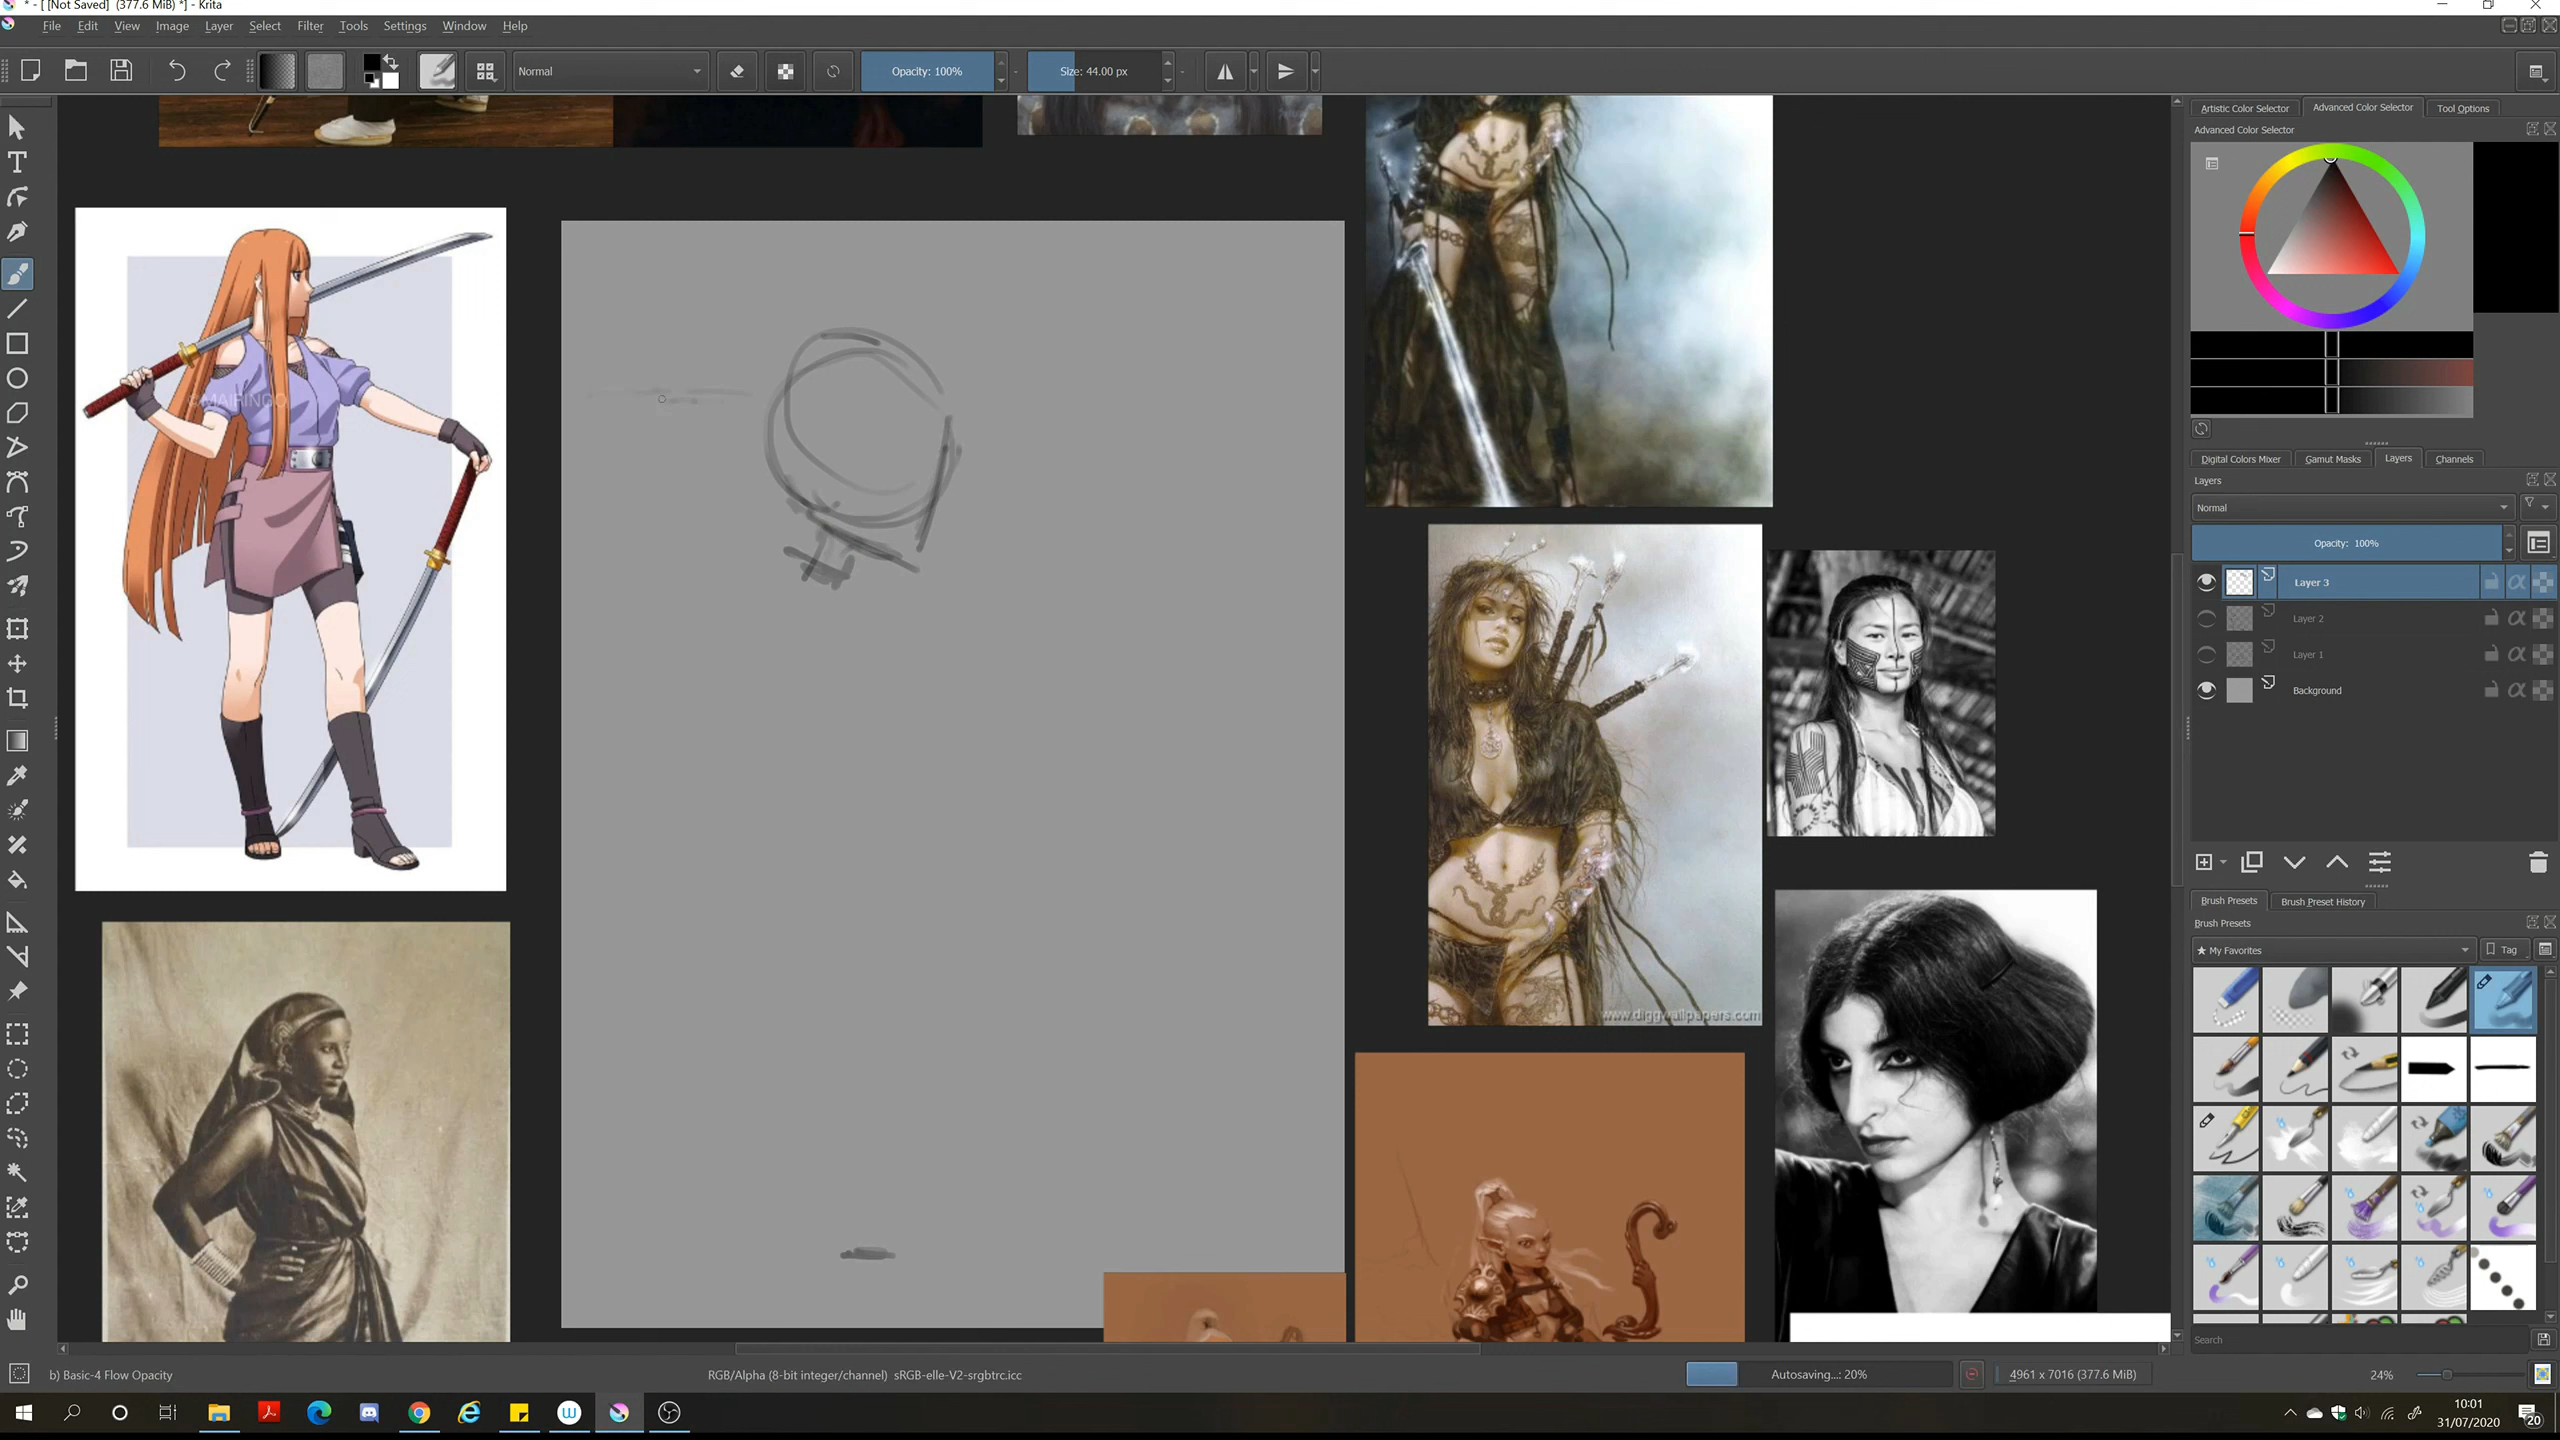 * - [ [Not Saved]  (377.6 MiB) *] - Krita
File Edit View Image Layer Select Filter Tools Settings Window Help
Normal Opacity: 100% Size: 44.00 px
Artistic Color Selector Advanced Color Selector Tool Options
Advanced Color Selector
MAIRINGO
Digital Colors Mixer Gamut Masks Layers Channels
Layers
Normal
Opacity: 100%
Layer 3
Layer 2
Layer 1
Background
Brush Presets Brush Preset History
Brush Presets
★ My Favorites Tag
www.diggwallpapers.com
Search
b) Basic-4 Flow Opacity RGB/Alpha (8-bit integer/channel) sRGB-elle-V2-srgbtrc.icc Autosaving...: 20% 4961 x 7016 (377.6 MiB) 24%
10:01
31/07/2020
20